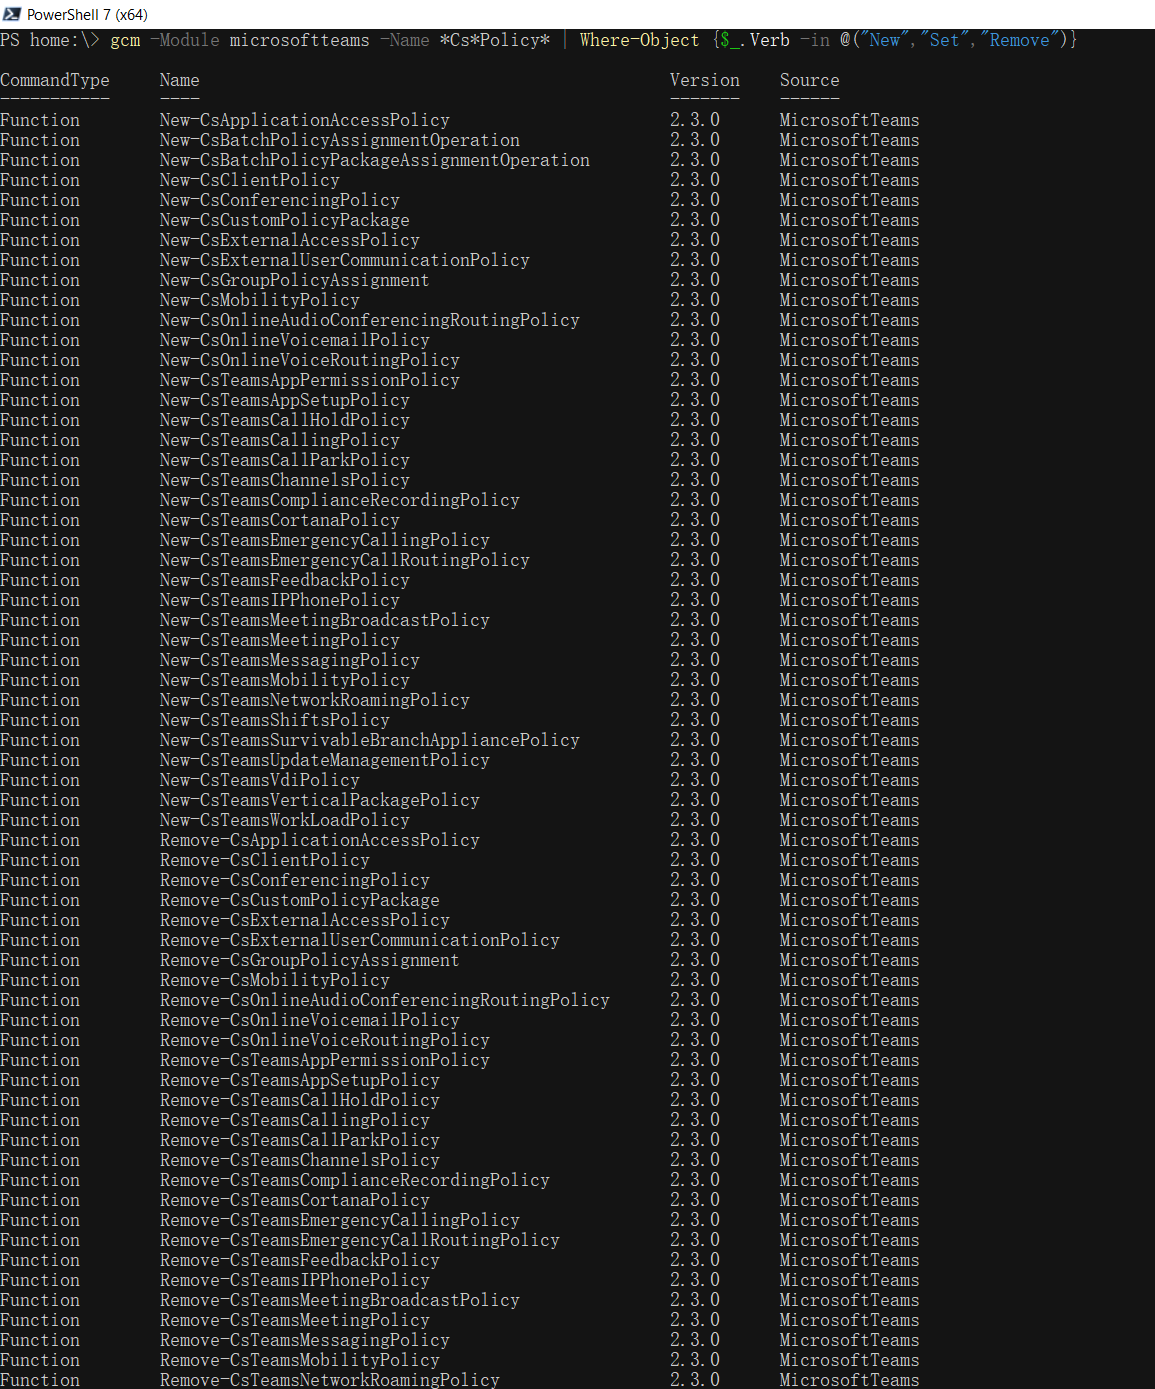 PowerShell 7 (x64)
PS home:\> gcm -Module microsoftteams -Name *Cs*Policy* | Where-Object {$_.Verb -in @("New","Set","Remove")}
CommandType Name Version Source
----------- ---- ------- ------
Function New-CsApplicationAccessPolicy 2.3.0 MicrosoftTeams
Function New-CsBatchPolicyAssignmentOperation 2.3.0 MicrosoftTeams
Function New-CsBatchPolicyPackageAssignmentOperation 2.3.0 MicrosoftTeams
Function New-CsClientPolicy 2.3.0 MicrosoftTeams
Function New-CsConferencingPolicy 2.3.0 MicrosoftTeams
Function New-CsCustomPolicyPackage 2.3.0 MicrosoftTeams
Function New-CsExternalAccessPolicy 2.3.0 MicrosoftTeams
Function New-CsExternalUserCommunicationPolicy 2.3.0 MicrosoftTeams
Function New-CsGroupPolicyAssignment 2.3.0 MicrosoftTeams
Function New-CsMobilityPolicy 2.3.0 MicrosoftTeams
Function New-CsOnlineAudioConferencingRoutingPolicy 2.3.0 MicrosoftTeams
Function New-CsOnlineVoicemailPolicy 2.3.0 MicrosoftTeams
Function New-CsOnlineVoiceRoutingPolicy 2.3.0 MicrosoftTeams
Function New-CsTeamsAppPermissionPolicy 2.3.0 MicrosoftTeams
Function New-CsTeamsAppSetupPolicy 2.3.0 MicrosoftTeams
Function New-CsTeamsCallHoldPolicy 2.3.0 MicrosoftTeams
Function New-CsTeamsCallingPolicy 2.3.0 MicrosoftTeams
Function New-CsTeamsCallParkPolicy 2.3.0 MicrosoftTeams
Function New-CsTeamsChannelsPolicy 2.3.0 MicrosoftTeams
Function New-CsTeamsComplianceRecordingPolicy 2.3.0 MicrosoftTeams
Function New-CsTeamsCortanaPolicy 2.3.0 MicrosoftTeams
Function New-CsTeamsEmergencyCallingPolicy 2.3.0 MicrosoftTeams
Function New-CsTeamsEmergencyCallRoutingPolicy 2.3.0 MicrosoftTeams
Function New-CsTeamsFeedbackPolicy 2.3.0 MicrosoftTeams
Function New-CsTeamsIPPhonePolicy 2.3.0 MicrosoftTeams
Function New-CsTeamsMeetingBroadcastPolicy 2.3.0 MicrosoftTeams
Function New-CsTeamsMeetingPolicy 2.3.0 MicrosoftTeams
Function New-CsTeamsMessagingPolicy 2.3.0 MicrosoftTeams
Function New-CsTeamsMobilityPolicy 2.3.0 MicrosoftTeams
Function New-CsTeamsNetworkRoamingPolicy 2.3.0 MicrosoftTeams
Function New-CsTeamsShiftsPolicy 2.3.0 MicrosoftTeams
Function New-CsTeamsSurvivableBranchAppliancePolicy 2.3.0 MicrosoftTeams
Function New-CsTeamsUpdateManagementPolicy 2.3.0 MicrosoftTeams
Function New-CsTeamsVdiPolicy 2.3.0 MicrosoftTeams
Function New-CsTeamsVerticalPackagePolicy 2.3.0 MicrosoftTeams
Function New-CsTeamsWorkLoadPolicy 2.3.0 MicrosoftTeams
Function Remove-CsApplicationAccessPolicy 2.3.0 MicrosoftTeams
Function Remove-CsClientPolicy 2.3.0 MicrosoftTeams
Function Remove-CsConferencingPolicy 2.3.0 MicrosoftTeams
Function Remove-CsCustomPolicyPackage 2.3.0 MicrosoftTeams
Function Remove-CsExternalAccessPolicy 2.3.0 MicrosoftTeams
Function Remove-CsExternalUserCommunicationPolicy 2.3.0 MicrosoftTeams
Function Remove-CsGroupPolicyAssignment 2.3.0 MicrosoftTeams
Function Remove-CsMobilityPolicy 2.3.0 MicrosoftTeams
Function Remove-CsOnlineAudioConferencingRoutingPolicy 2.3.0 MicrosoftTeams
Function Remove-CsOnlineVoicemailPolicy 2.3.0 MicrosoftTeams
Function Remove-CsOnlineVoiceRoutingPolicy 2.3.0 MicrosoftTeams
Function Remove-CsTeamsAppPermissionPolicy 2.3.0 MicrosoftTeams
Function Remove-CsTeamsAppSetupPolicy 2.3.0 MicrosoftTeams
Function Remove-CsTeamsCallHoldPolicy 2.3.0 MicrosoftTeams
Function Remove-CsTeamsCallingPolicy 2.3.0 MicrosoftTeams
Function Remove-CsTeamsCallParkPolicy 2.3.0 MicrosoftTeams
Function Remove-CsTeamsChannelsPolicy 2.3.0 MicrosoftTeams
Function Remove-CsTeamsComplianceRecordingPolicy 2.3.0 MicrosoftTeams
Function Remove-CsTeamsCortanaPolicy 2.3.0 MicrosoftTeams
Function Remove-CsTeamsEmergencyCallingPolicy 2.3.0 MicrosoftTeams
Function Remove-CsTeamsEmergencyCallRoutingPolicy 2.3.0 MicrosoftTeams
Function Remove-CsTeamsFeedbackPolicy 2.3.0 MicrosoftTeams
Function Remove-CsTeamsIPPhonePolicy 2.3.0 MicrosoftTeams
Function Remove-CsTeamsMeetingBroadcastPolicy 2.3.0 MicrosoftTeams
Function Remove-CsTeamsMeetingPolicy 2.3.0 MicrosoftTeams
Function Remove-CsTeamsMessagingPolicy 2.3.0 MicrosoftTeams
Function Remove-CsTeamsMobilityPolicy 2.3.0 MicrosoftTeams
Function Remove-CsTeamsNetworkRoamingPolicy 2.3.0 MicrosoftTeams